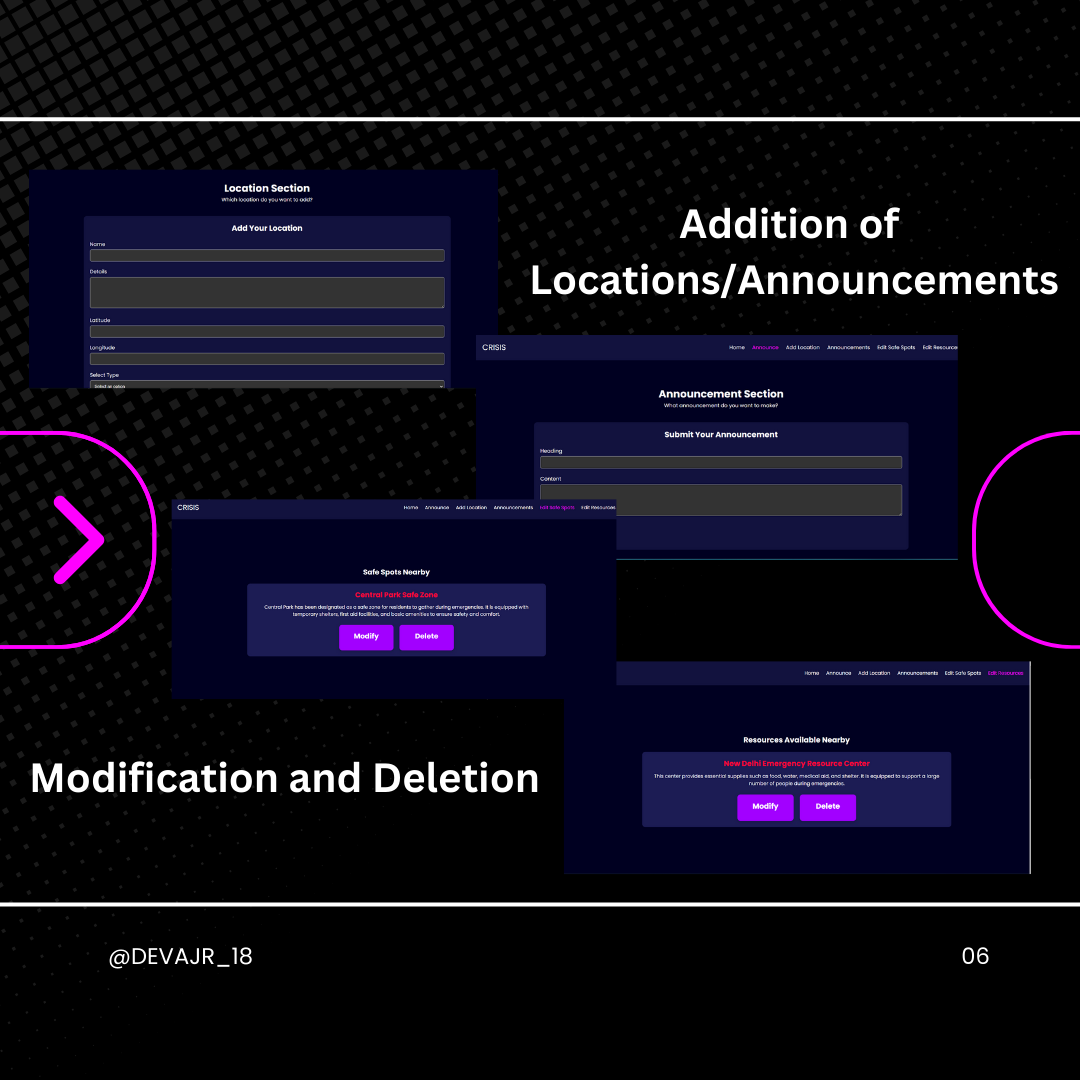 Location Section
Which location do you want to add?
Add Your Location
Name
Details
Latitude
Longitude
Select Type
Select an option
Addition of
Locations/Announcements
CRISIS
Home Announce Add Location Announcements Edit Safe Spots Edit Resources
Announcement Section
What announcement do you want to make?
Submit Your Announcement
Heading
Content
CRISIS
Home Announce Add Location Announcements Edit Safe Spots Edit Resources
Safe Spots Nearby
Central Park Safe Zone
Central Park has been designated as a safe zone for residents to gather during emergencies. It is equipped with
temporary shelters, first aid facilities, and basic amenities to ensure safety and comfort.
Modify Delete
Home Announce Add Location Announcements Edit Safe Spots Edit Resources
Resources Available Nearby
New Delhi Emergency Resource Center
This center provides essential supplies such as food, water, medical aid, and shelter. It is equipped to support a large
number of people during emergencies.
Modify Delete
Modification and Deletion
@DEVAJR_18
06